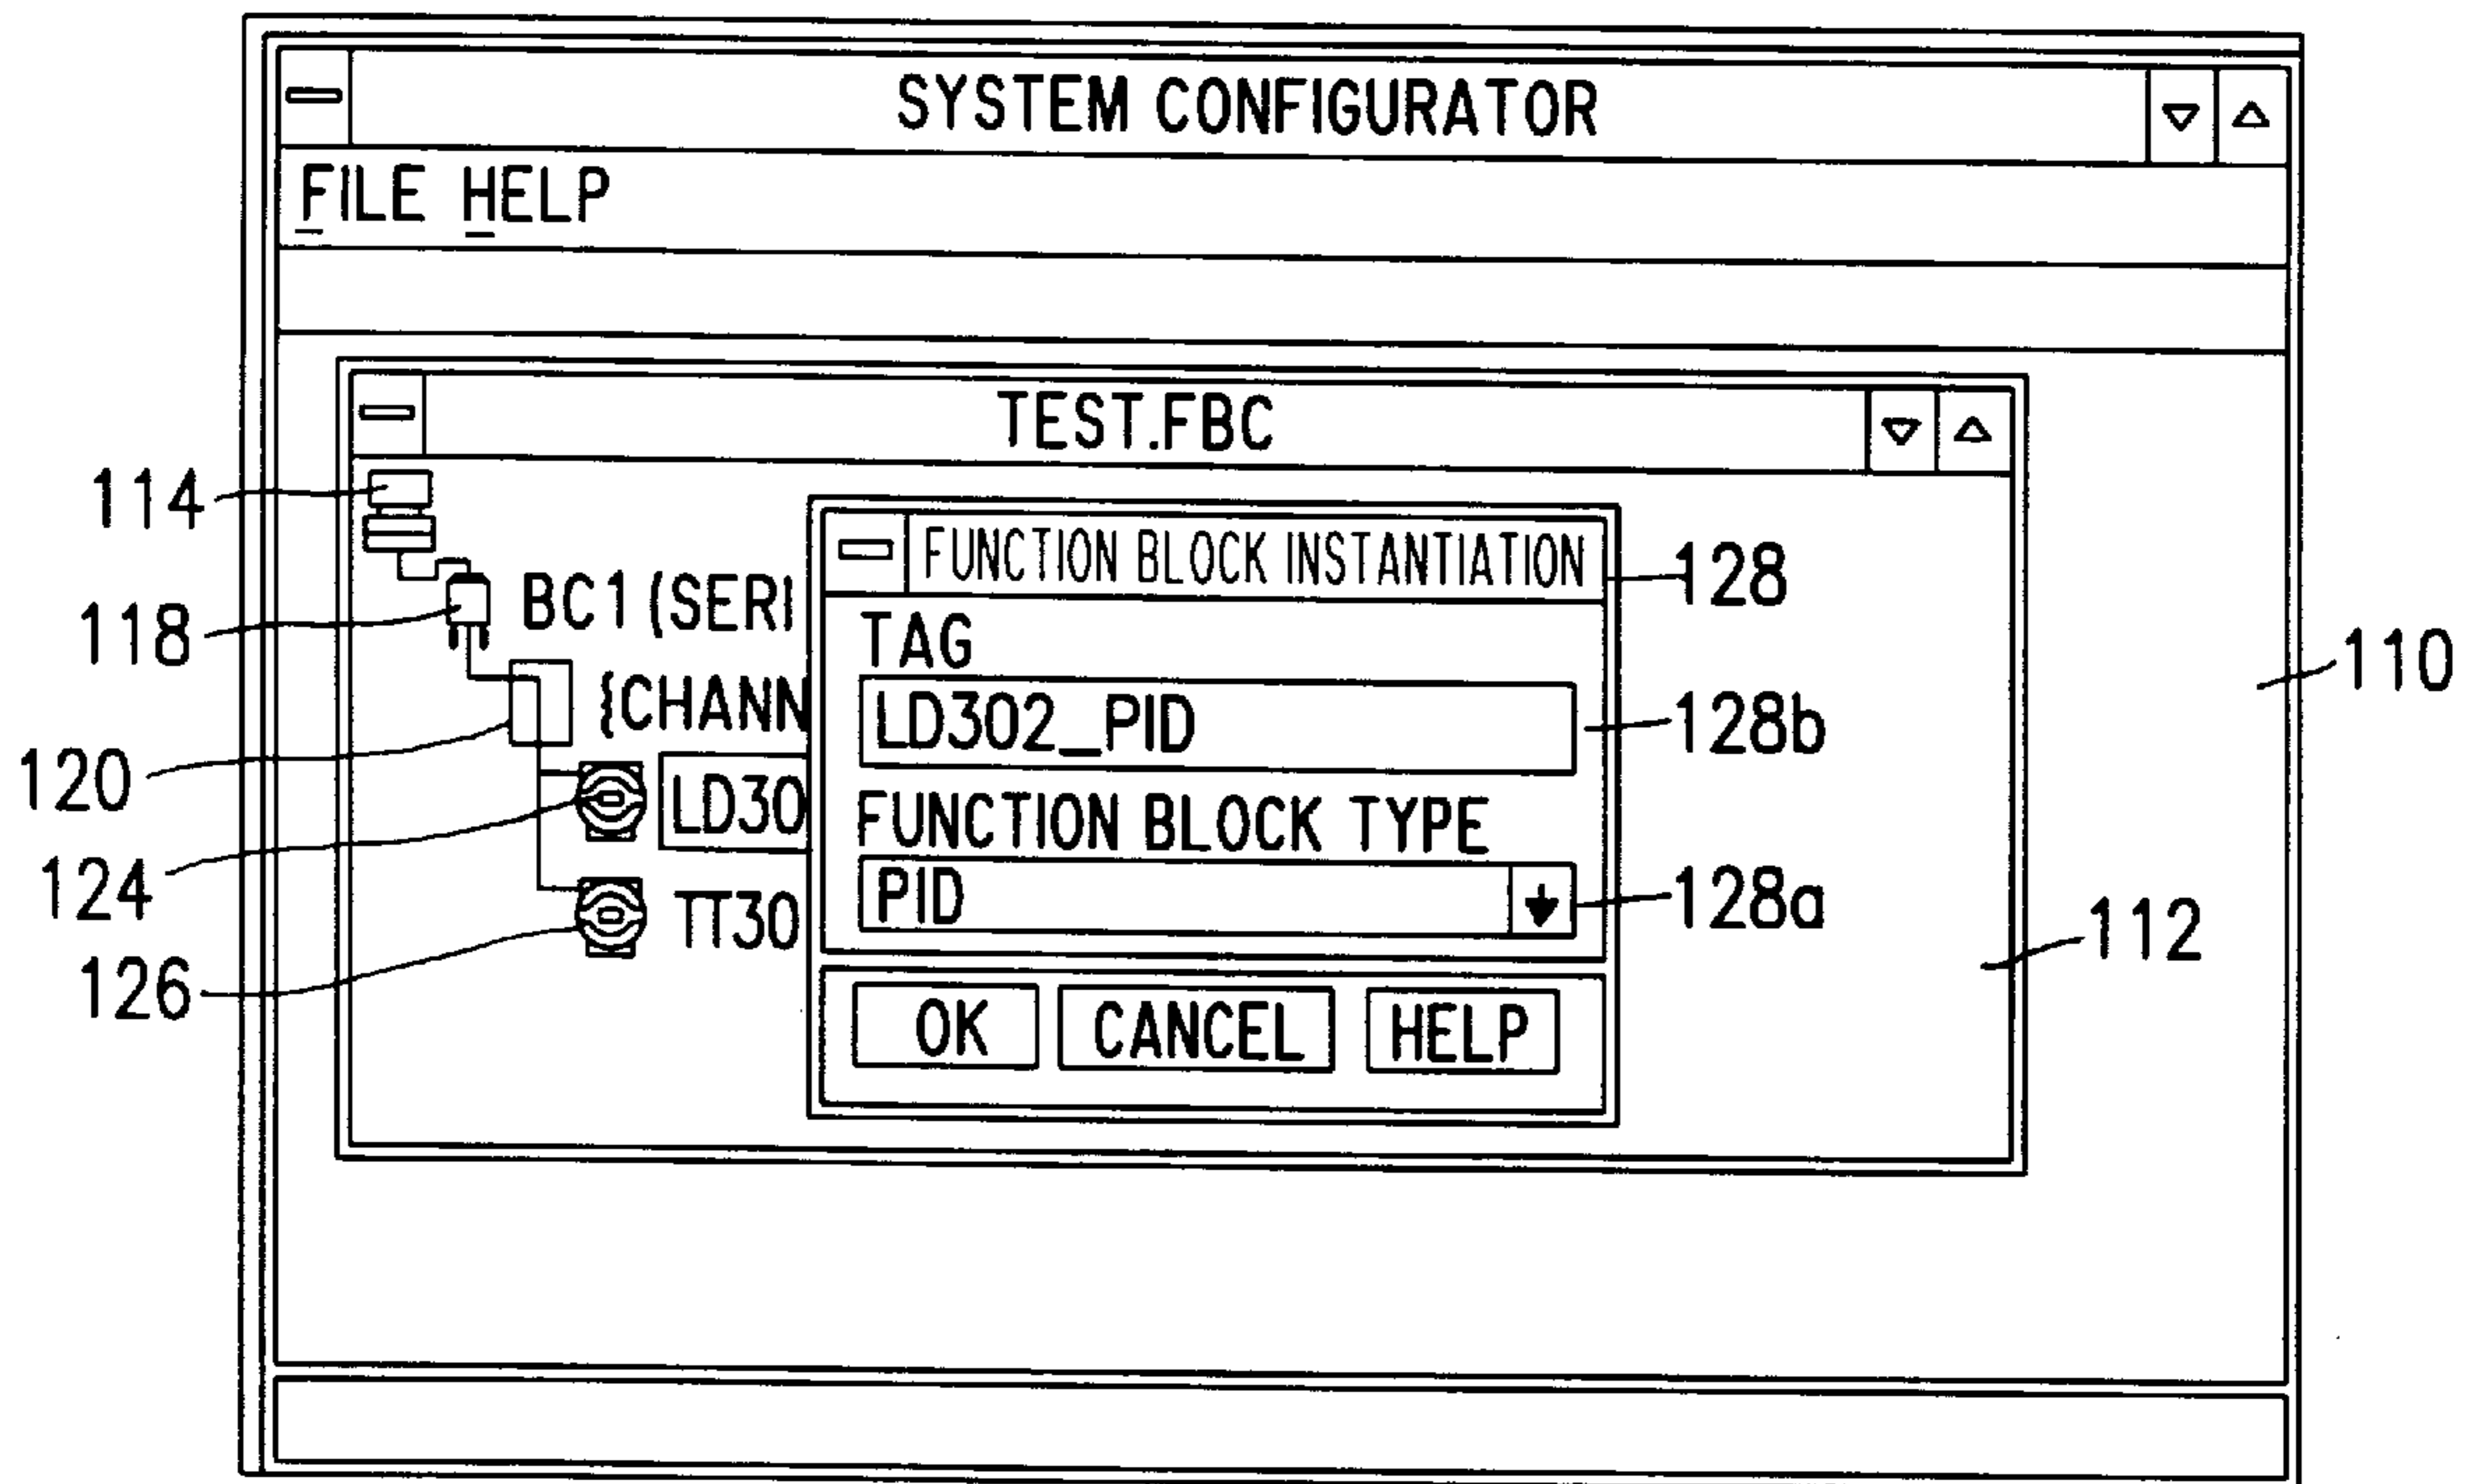 SYSTEM CONFIGURATOR
FILE HELP
TEST.FBC
114
FUNCTION BLOCK INSTANTIATION
128
BC1 (SERI
118
TAG
110
{CHANN
LD302_PID
128b
120
LD30
FUNCTION BLOCK TYPE
124
TT30
PID
128a
112
126
OK CANCEL HELP